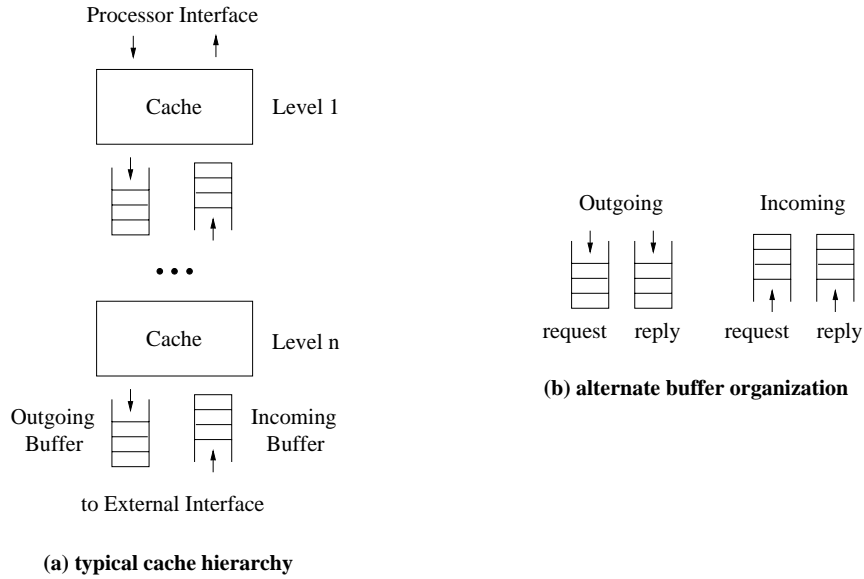 Processor Interface
Cache
Level 1
Cache
Level n
Outgoing
Buffer
Incoming
Buffer
to External Interface
(a) typical cache hierarchy
Outgoing
Incoming
request
reply
request
reply
(b) alternate buffer organization